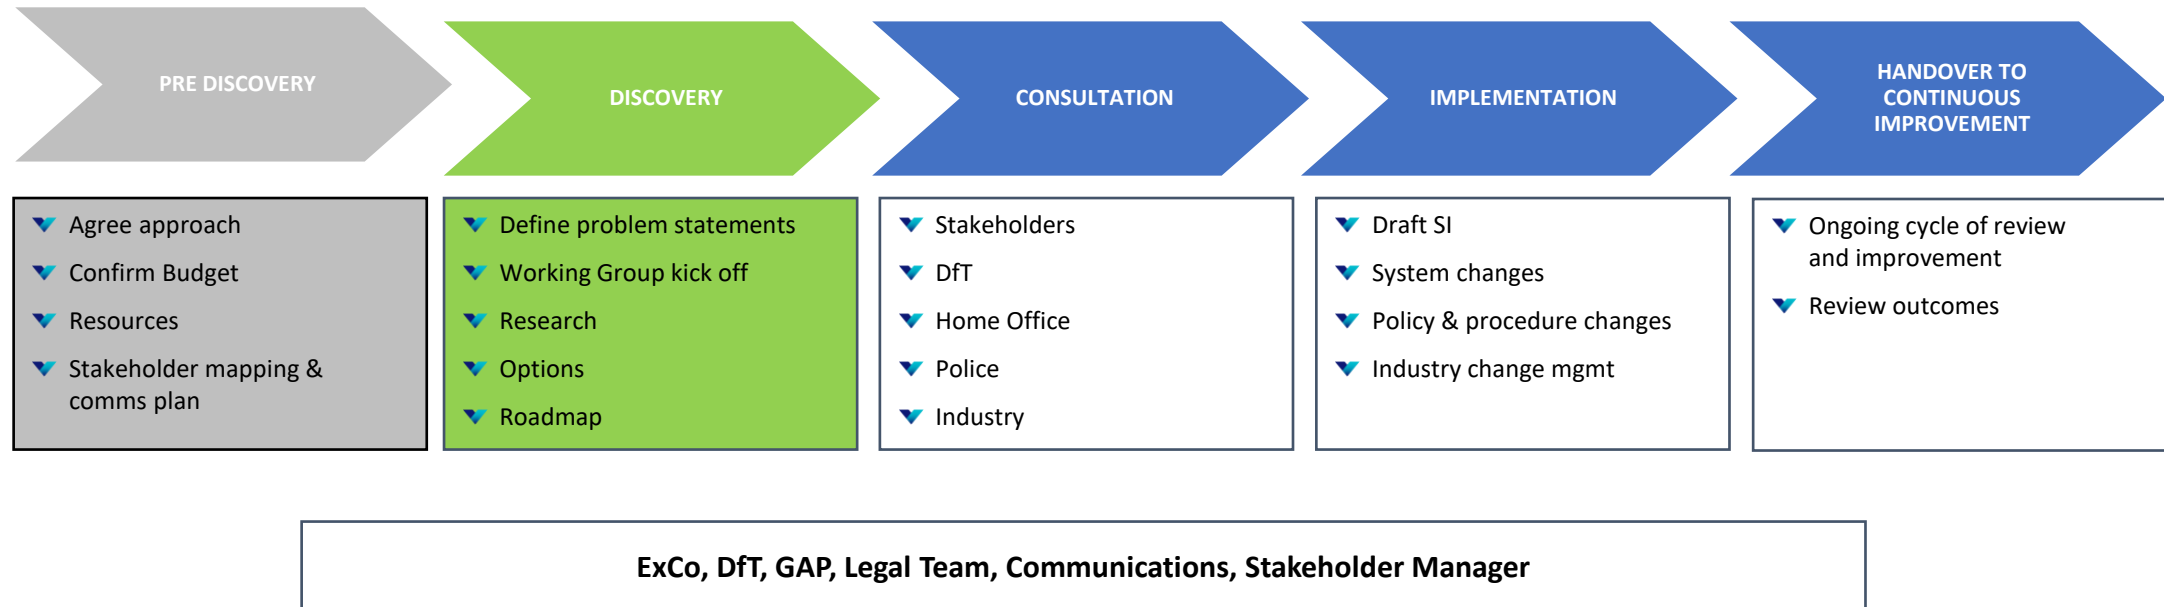 PRE DISCOVERY
DISCOVERY
CONSULTATION
IMPLEMENTATION
HANDOVER TO
CONTINUOUS
IMPROVEMENT
Agree approach
Confirm Budget
Resources
Stakeholder mapping &
comms plan
Define problem statements
Working Group kick off
Research
Options
Roadmap
Stakeholders
DfT
Home Office
Police
Industry
Draft SI
System changes
Policy & procedure changes
Industry change mgmt
Ongoing cycle of review
and improvement
Review outcomes
ExCo, DfT, GAP, Legal Team, Communications, Stakeholder Manager